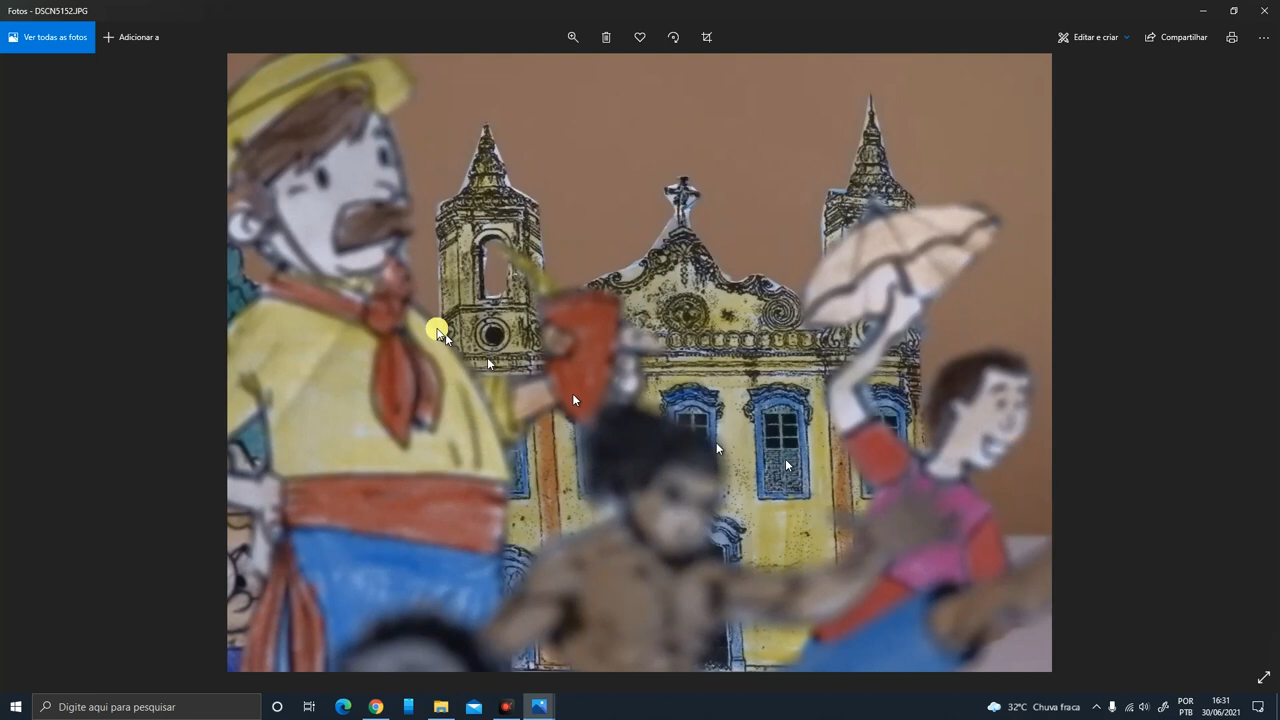 Fotos - DSCN5152.JPG
Ver todas as fotos
Adicionar a
Editar e criar
Compartilhar
Digite aqui para pesquisar
32°C Chuva fraca
POR
PTB
16:31
30/06/2021